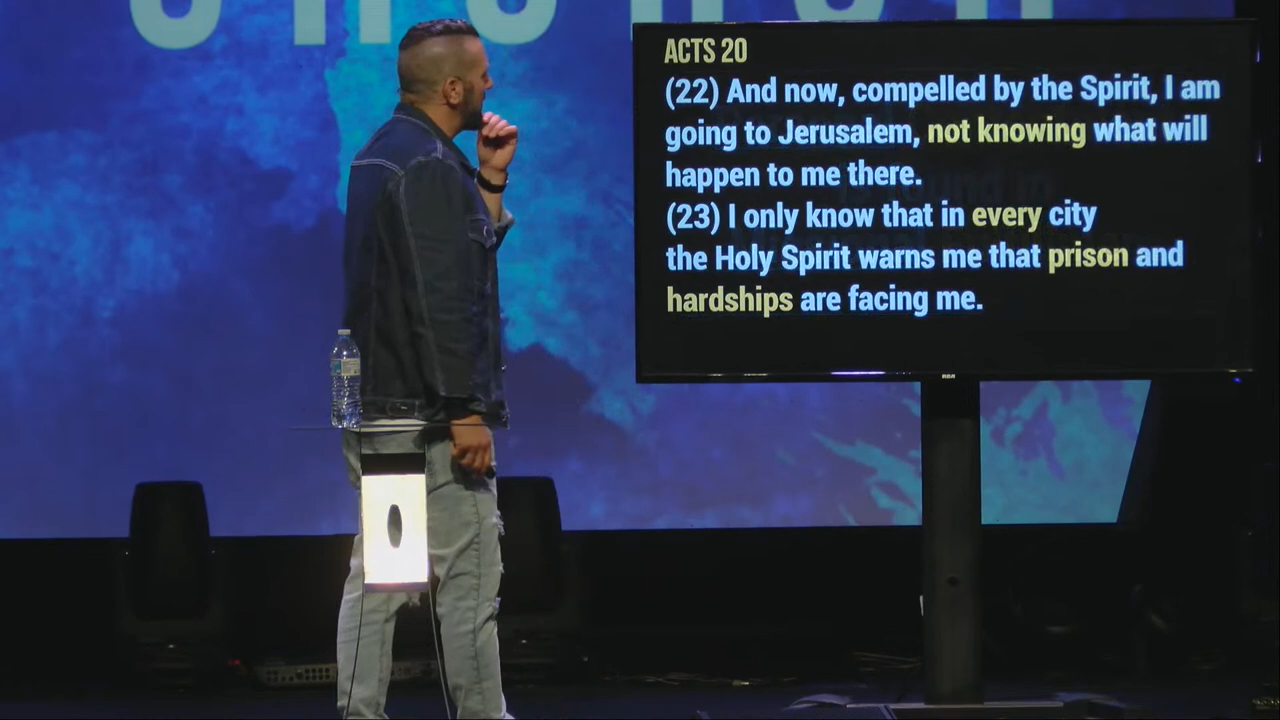 CHURCH
ACTS 20
(22) And now, compelled by the Spirit, I am
going to Jerusalem, not knowing what will
happen to me there.
(23) I only know that in every city
the Holy Spirit warns me that prison and
hardships are facing me.
RCA